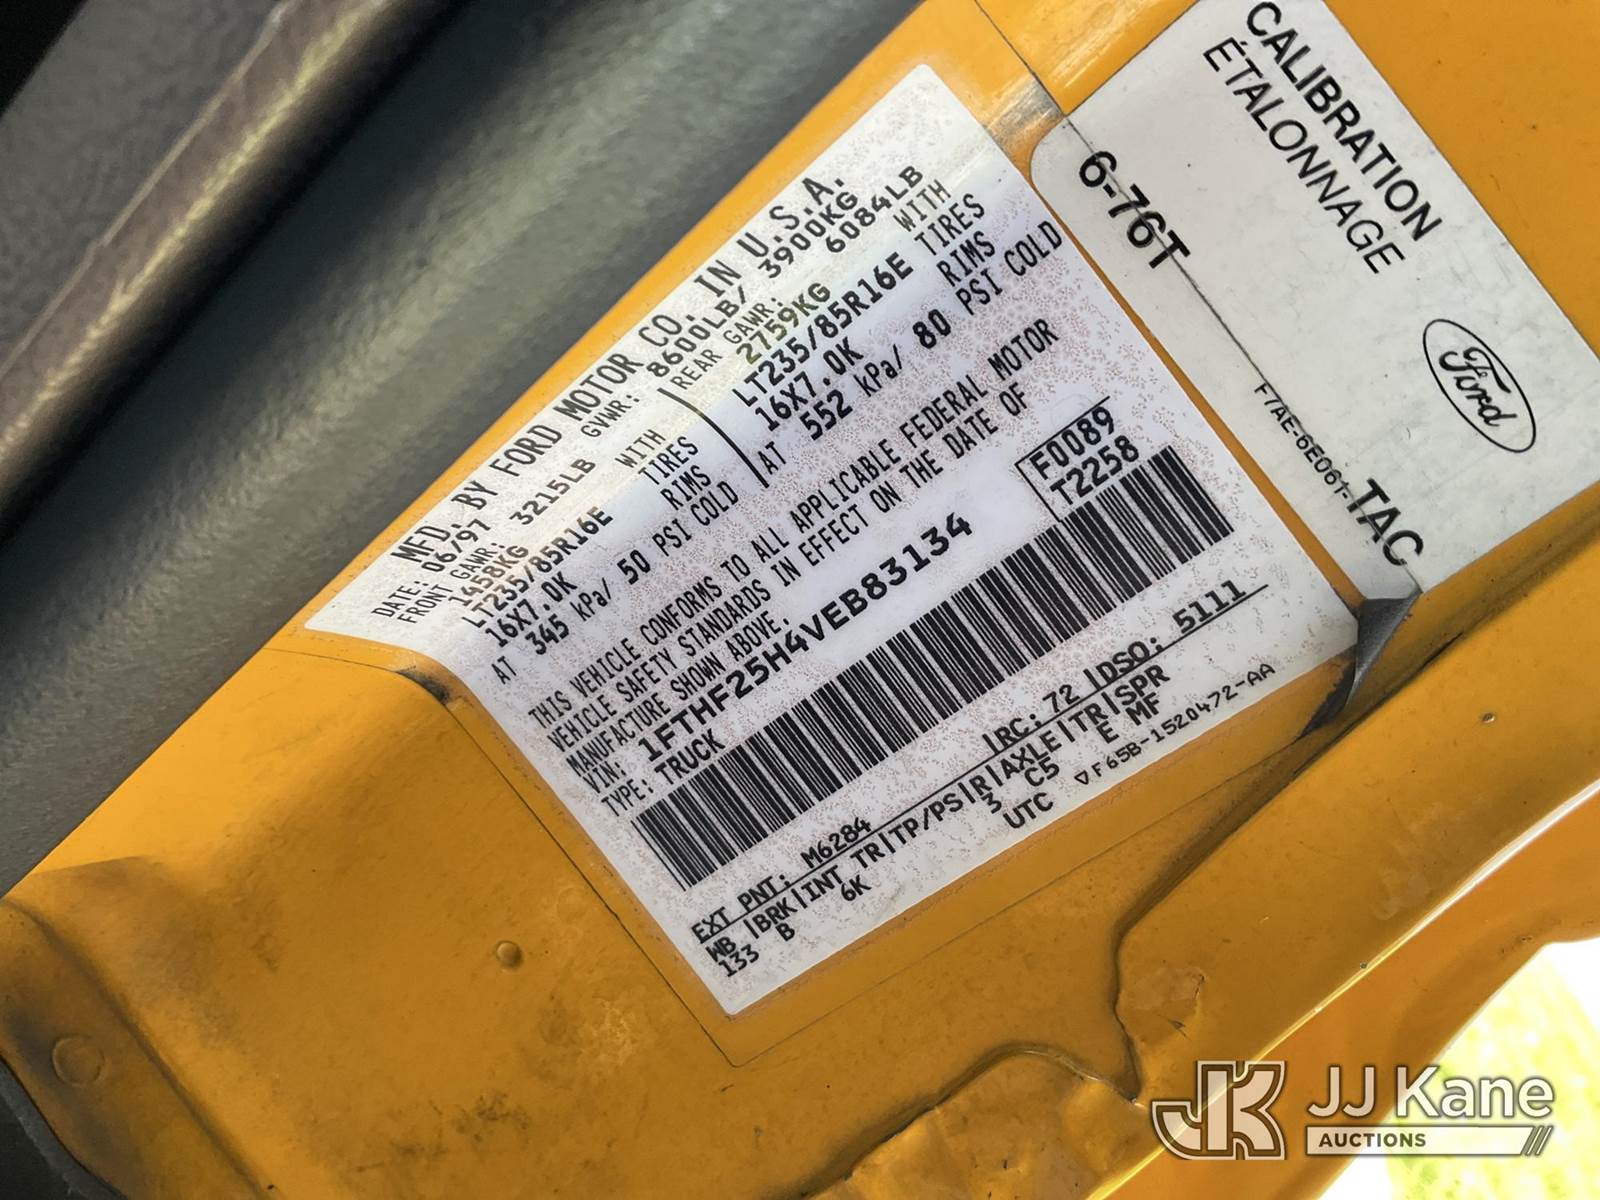 MFD. BY FORD MOTOR CO. IN U.S.A.
DATE: 06/97 GVWR: 8600LB/ 3900KG
FRONT GAWR: 3215LB REAR GAWR: 6084LB
1458KG WITH 2759KG WITH
LT235/85R16E TIRES LT235/85R16E TIRES
16X7.0K RIMS 16X7.0K RIMS
AT 345 kPa/ 50 PSI COLD AT 552 kPa/ 80 PSI COLD
THIS VEHICLE CONFORMS TO ALL APPLICABLE FEDERAL MOTOR
VEHICLE SAFETY STANDARDS IN EFFECT ON THE DATE OF
MANUFACTURE SHOWN ABOVE.
VIN: 1FTHF25H4VEB83134
TYPE: TRUCK
F0089
T2258
EXT PNT: M6284 RC: 72 DSO: 5111
WB BRK INT TR TP/PS R AXLE TR SPR
133 B 6K 3 C5 E MF
UTC ▽F65B-1520472-AA
CALIBRATION
ÉTALONNAGE
6-76T
Ford
F7AE-6E061-TAC
JK JJ Kane
AUCTIONS